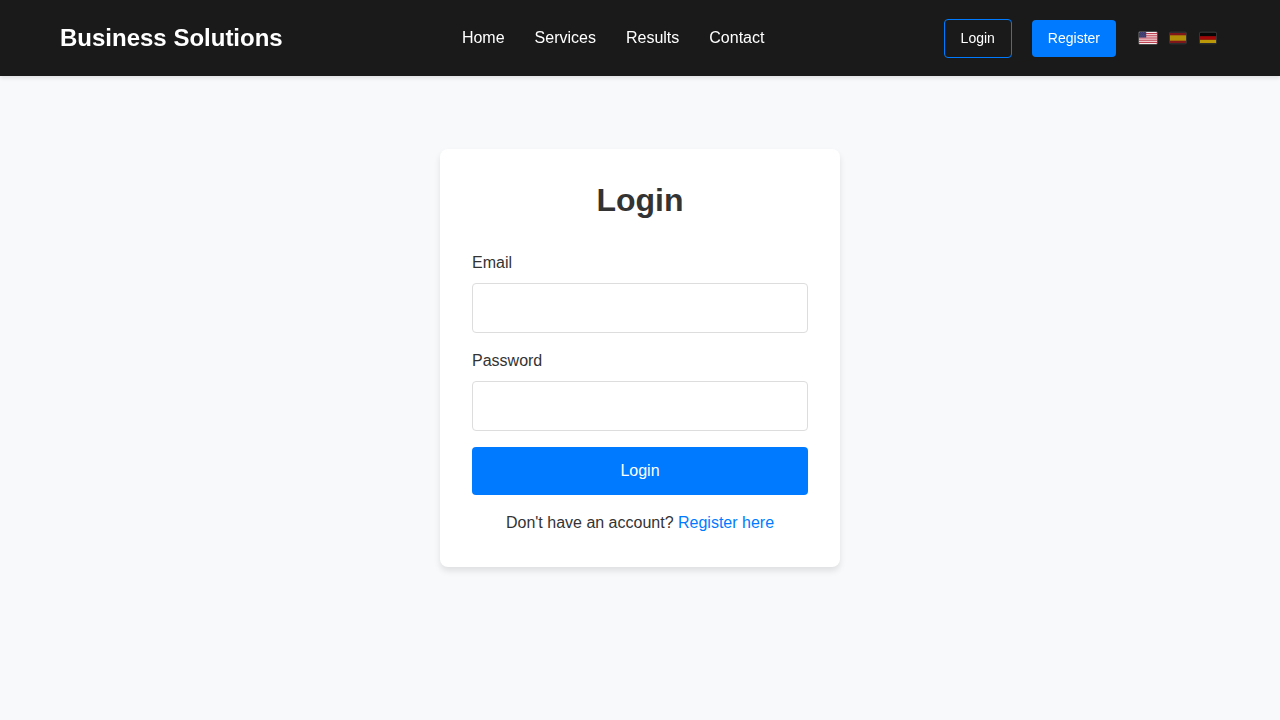 Business Solutions Home Services Results Contact Login Register
Login
Email
Password
Login
Don't have an account? Register here